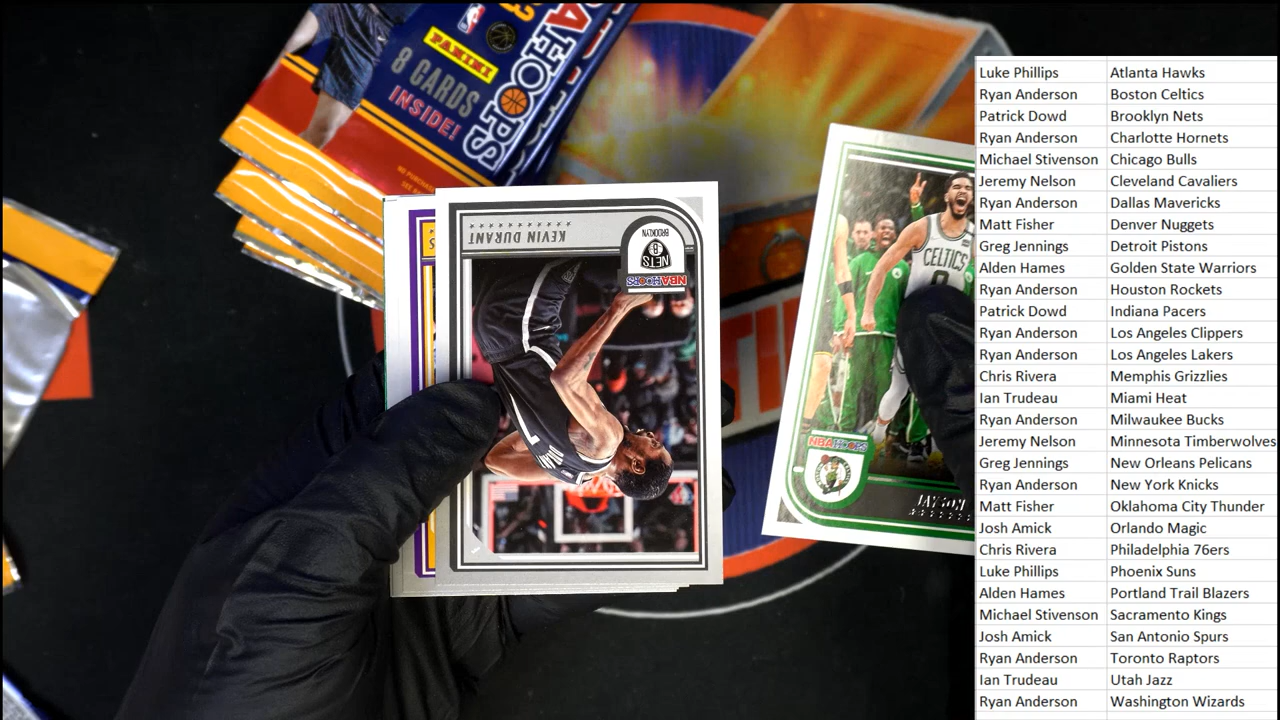 PANINI
8 CARDS
INSIDE!
AHOOPS
KEVIN DURANT
BROOKLYN
NETS
NBA HOOPS
CELTICS
0
7
NBA HOOPS
Luke Phillips Atlanta Hawks
Ryan Anderson Boston Celtics
Patrick Dowd Brooklyn Nets
Ryan Anderson Charlotte Hornets
Michael Stivenson Chicago Bulls
Jeremy Nelson Cleveland Cavaliers
Ryan Anderson Dallas Mavericks
Matt Fisher Denver Nuggets
Greg Jennings Detroit Pistons
Alden Hames Golden State Warriors
Ryan Anderson Houston Rockets
Patrick Dowd Indiana Pacers
Ryan Anderson Los Angeles Clippers
Ryan Anderson Los Angeles Lakers
Chris Rivera Memphis Grizzlies
Ian Trudeau Miami Heat
Ryan Anderson Milwaukee Bucks
Jeremy Nelson Minnesota Timberwolves
Greg Jennings New Orleans Pelicans
Ryan Anderson New York Knicks
Matt Fisher Oklahoma City Thunder
Josh Amick Orlando Magic
Chris Rivera Philadelphia 76ers
Luke Phillips Phoenix Suns
Alden Hames Portland Trail Blazers
Michael Stivenson Sacramento Kings
Josh Amick San Antonio Spurs
Ryan Anderson Toronto Raptors
Ian Trudeau Utah Jazz
Ryan Anderson Washington Wizards